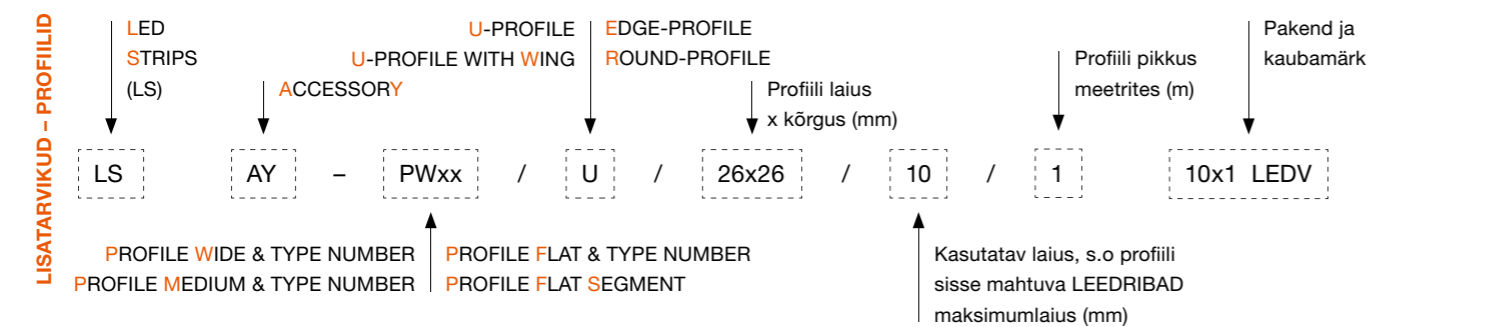 LISATARVIKUD – PROFIILID
LED
STRIPS
(LS)
ACCESSORY
U-PROFILE
U-PROFILE WITH WING
EDGE-PROFILE
ROUND-PROFILE
Profiili laius
x kõrgus (mm)
Profiili pikkus
meetrites (m)
Pakend ja
kaubamärk
LS AY – PWxx / U / 26x26 / 10 / 1 10x1 LEDV
PROFILE WIDE & TYPE NUMBER
PROFILE MEDIUM & TYPE NUMBER
PROFILE FLAT & TYPE NUMBER
PROFILE FLAT SEGMENT
Kasutatav laius, s.o profiili
sisse mahtuva LEEDRIBAD
maksimumlaius (mm)